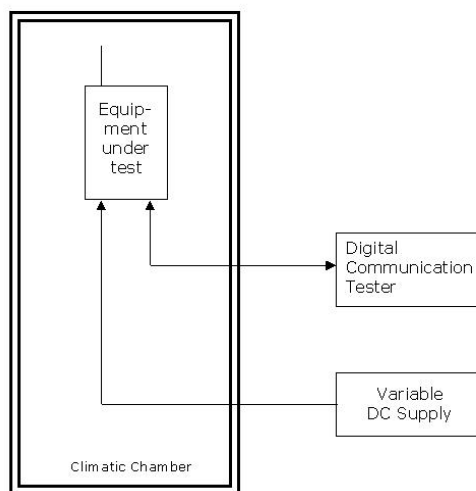 Equip-
ment
under
test
Digital
Communication
Tester
Variable
DC Supply
Climatic Chamber